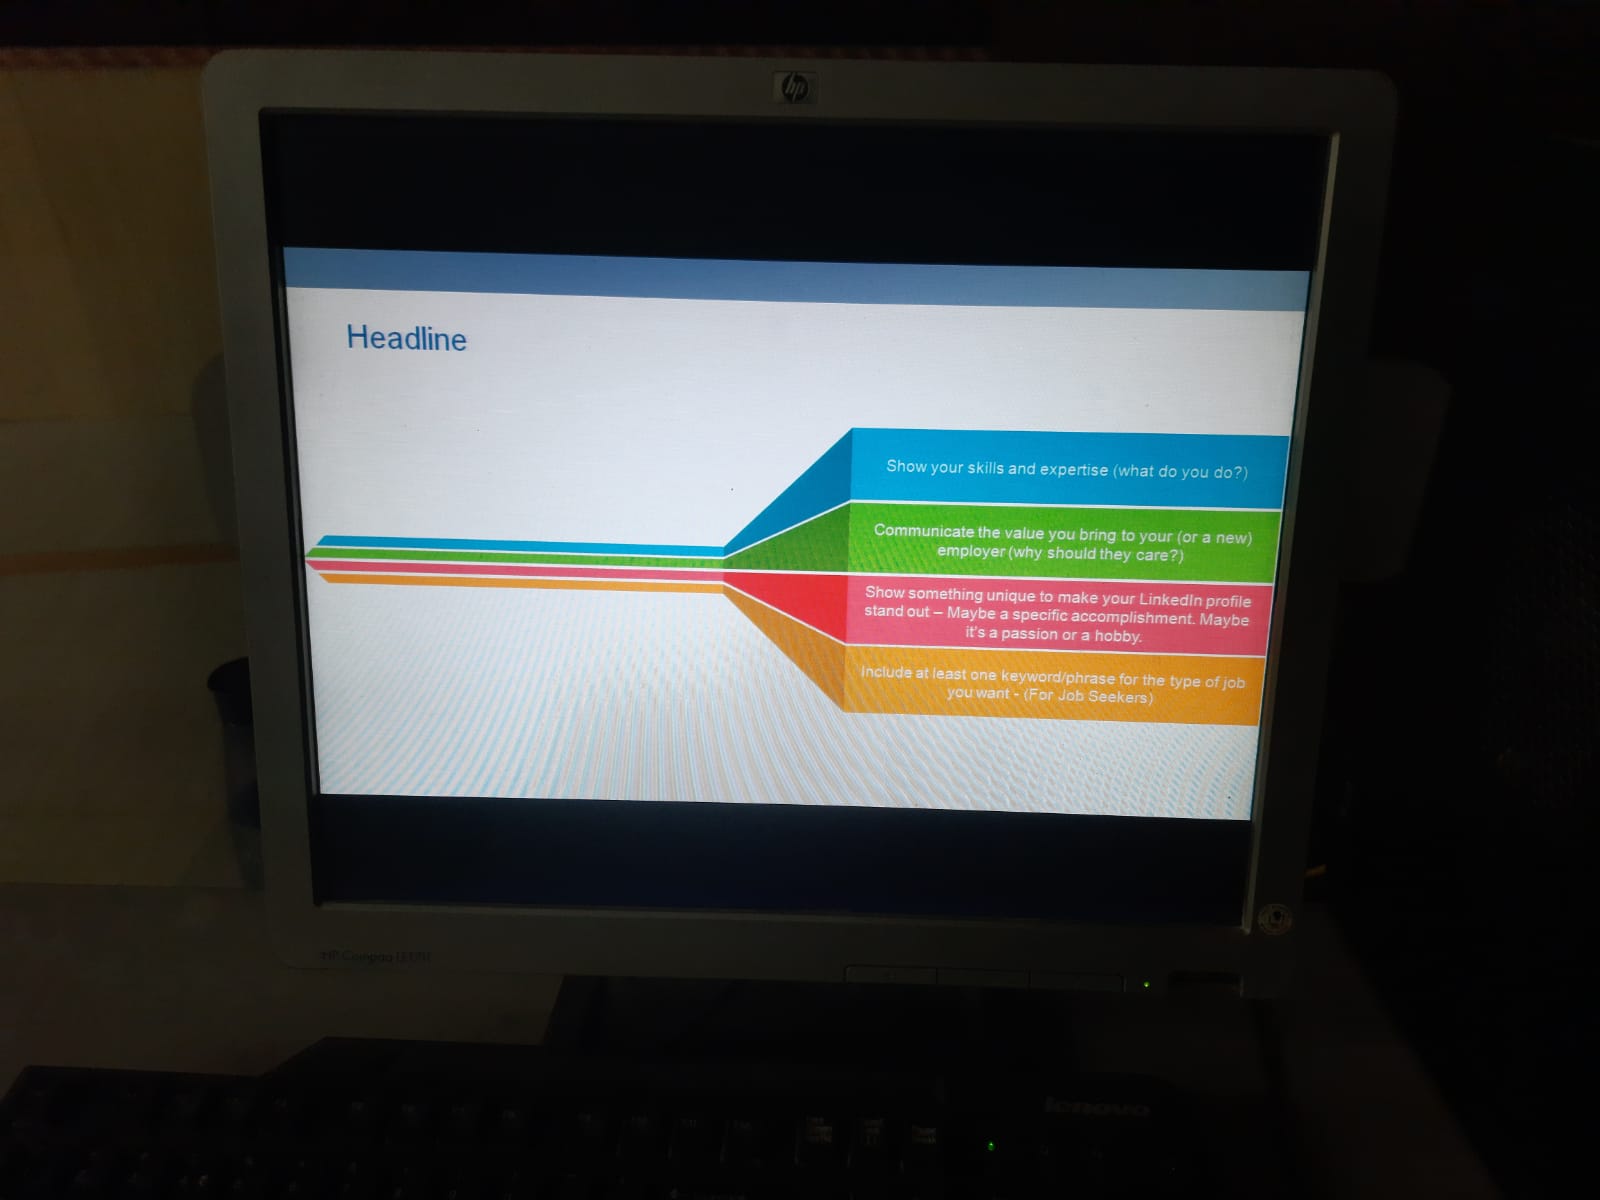 hp
Headline
Show your skills and expertise (what do you do?)
Communicate the value you bring to your (or a new)
employer (why should they care?)
Show something unique to make your LinkedIn profile
stand out – Maybe a specific accomplishment. Maybe
it's a passion or a hobby.
Include at least one keyword/phrase for the type of job
you want - (For Job Seekers)
HP Compaq
lenovo